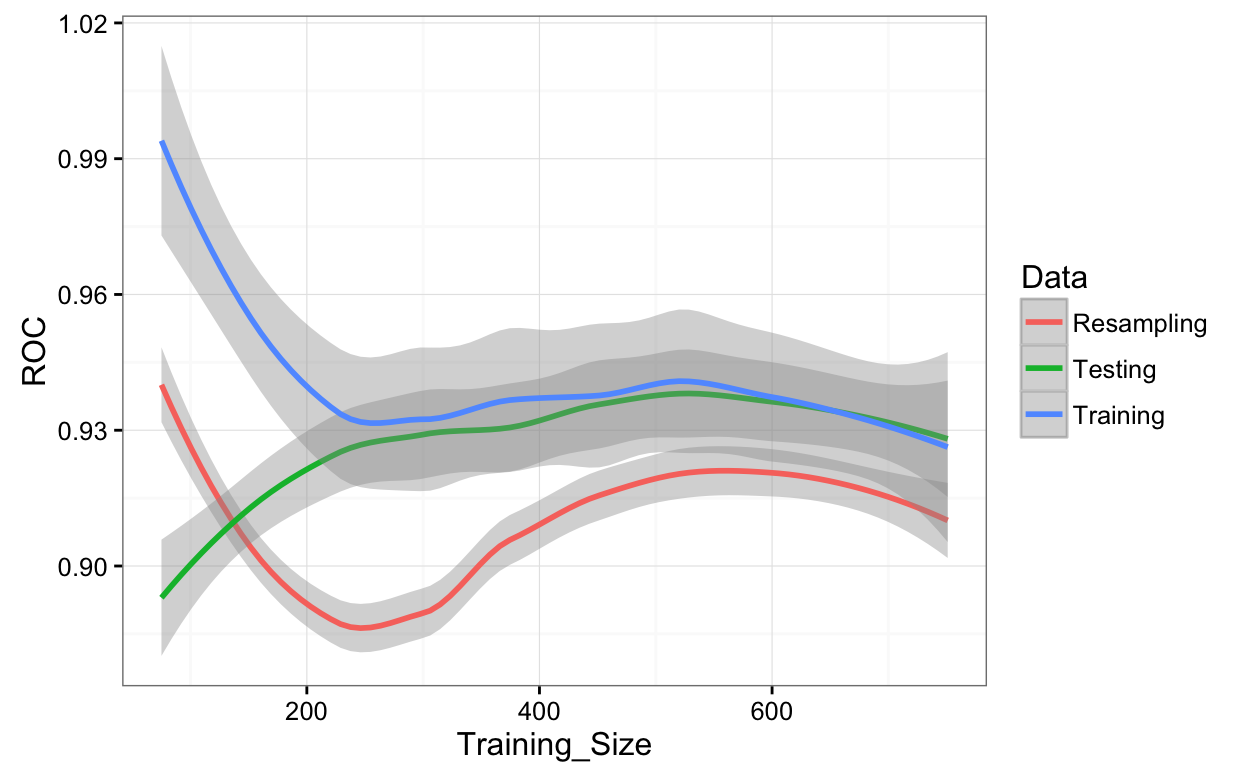 ROC
1.02
0.99
0.96
0.93
0.90
200 400 600
Training_Size
Data
Resampling
Testing
Training